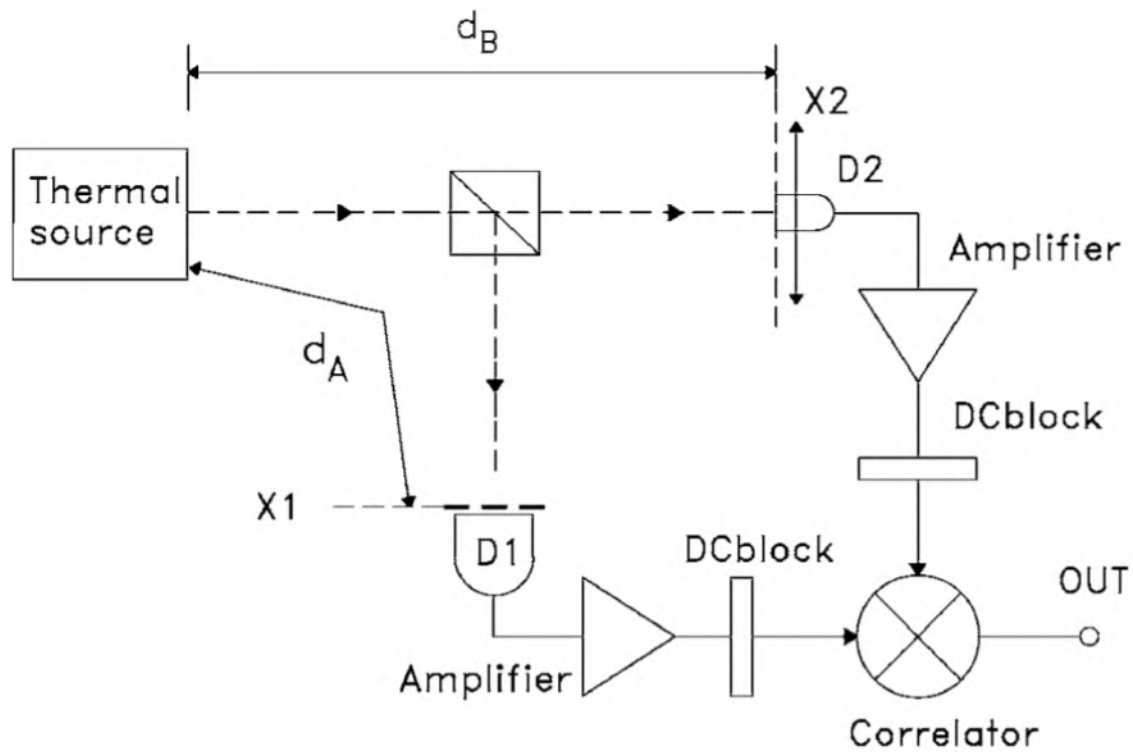 d_B
X2
D2
Thermal
source
Amplifier
d_A
DCblock
X1
D1
DCblock
OUT
Amplifier
Correlator